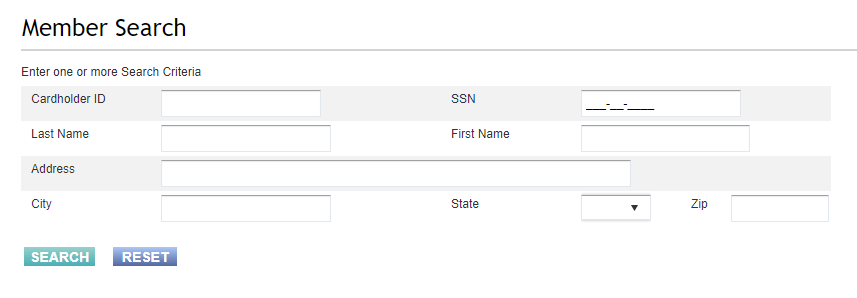 Member Search
Enter one or more Search Criteria
Cardholder ID SSN ___-__-____
Last Name First Name
Address
City State Zip
SEARCH RESET